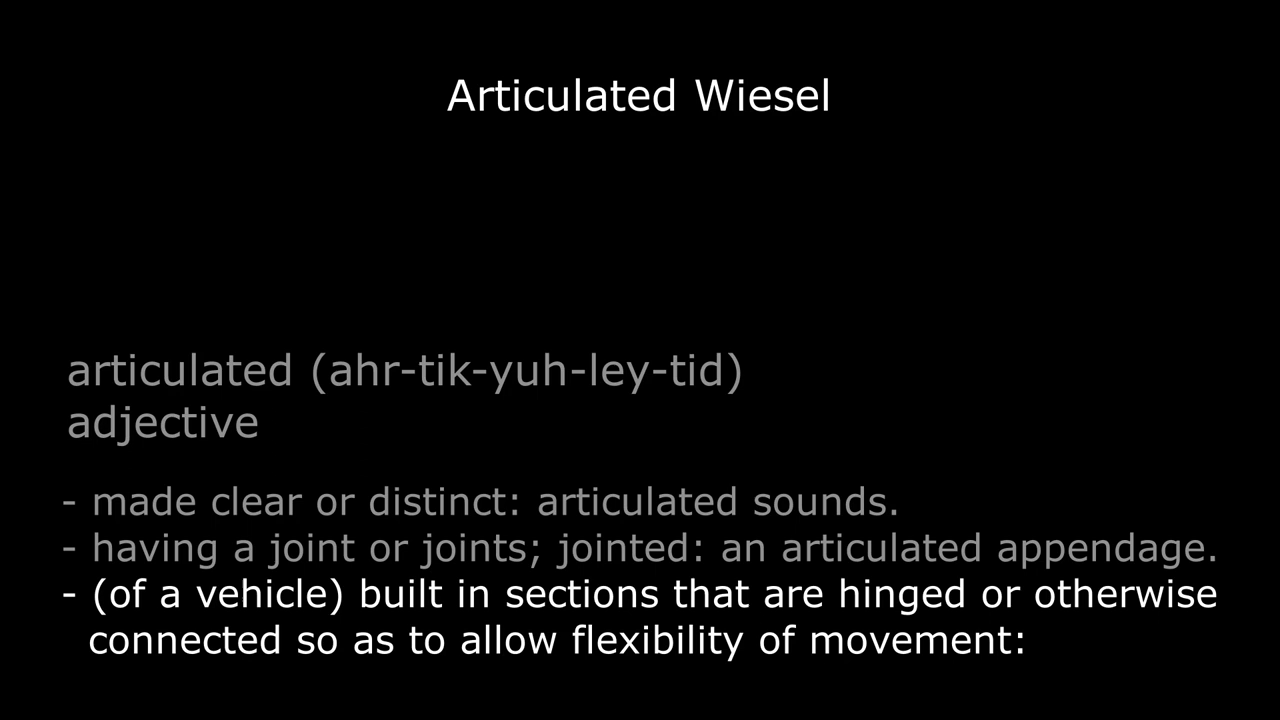 Articulated Wiesel
articulated (ahr-tik-yuh-ley-tid)
adjective
- made clear or distinct: articulated sounds.
- having a joint or joints; jointed: an articulated appendage.
- (of a vehicle) built in sections that are hinged or otherwise
connected so as to allow flexibility of movement: